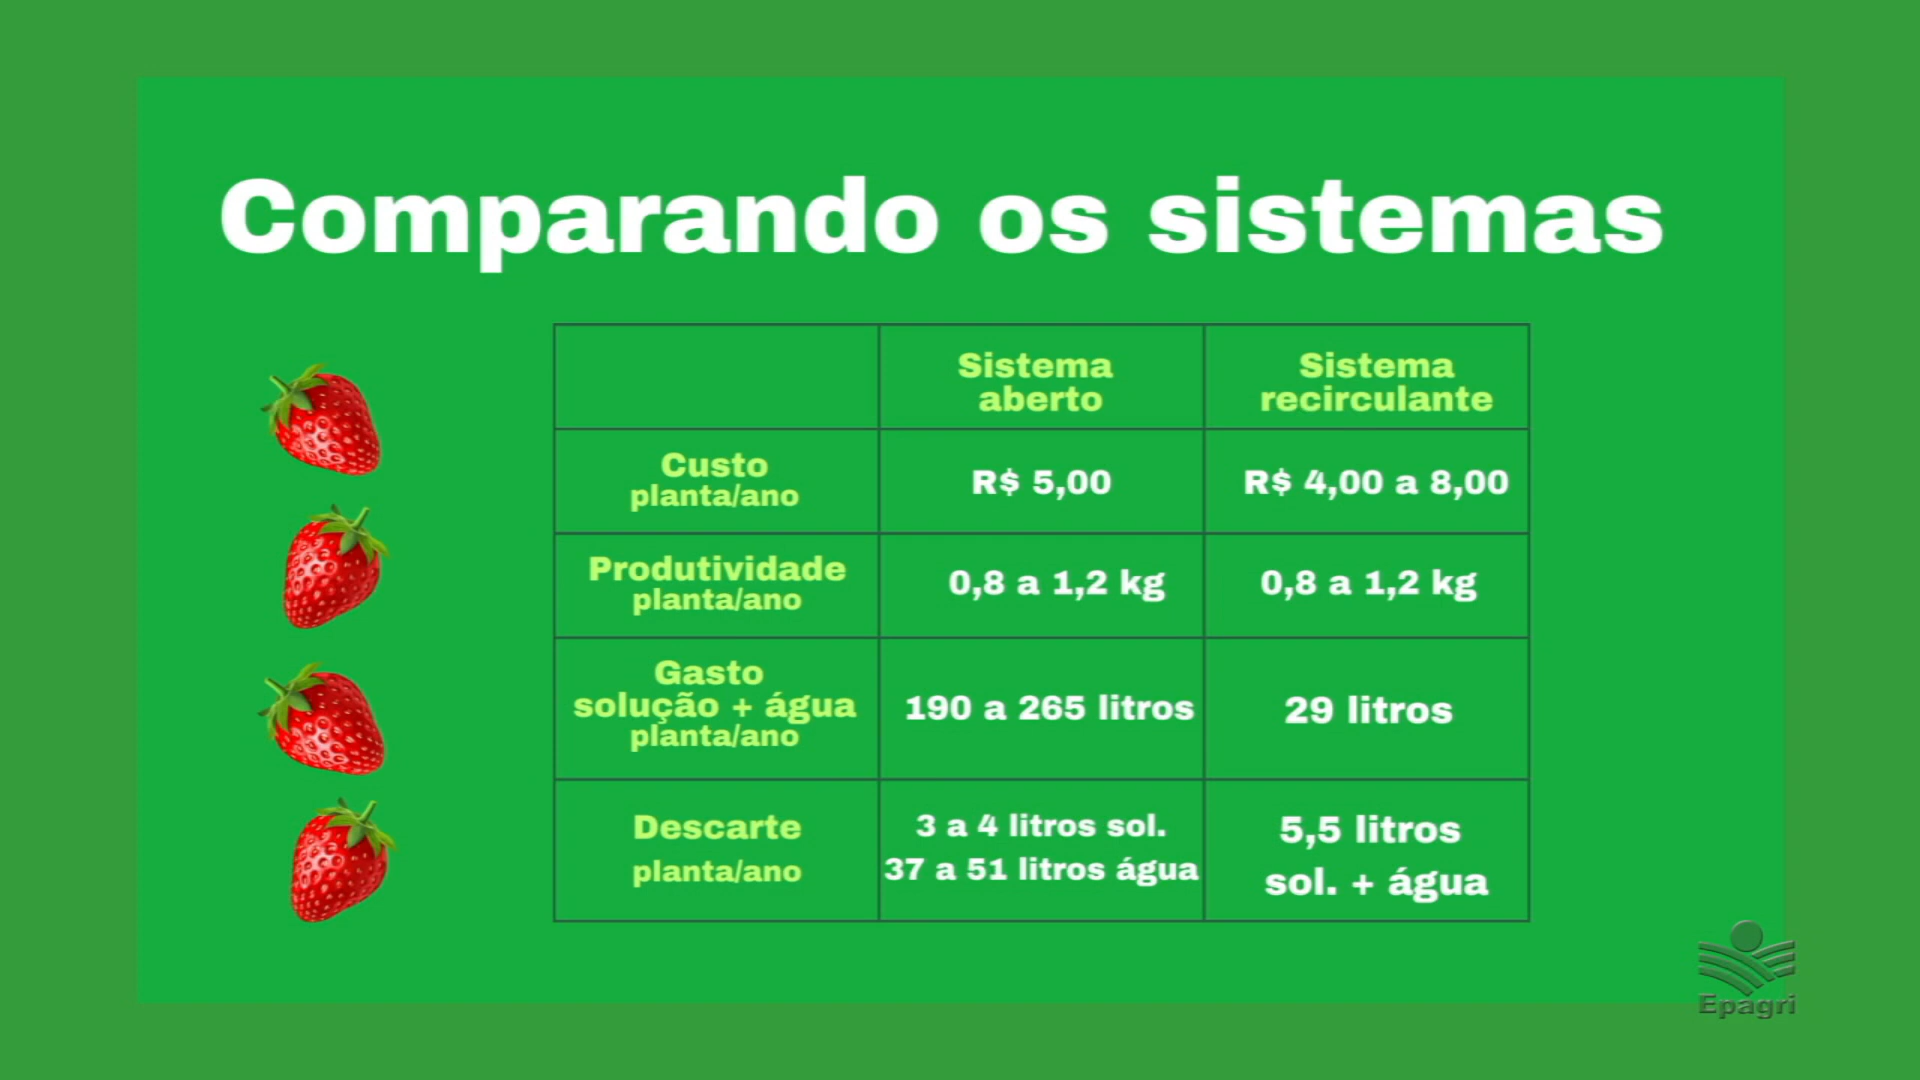 Comparando os sistemas
Sistema
aberto
Sistema
recirculante
Custo
planta/ano
R$ 5,00
R$ 4,00 a 8,00
Produtividade
planta/ano
0,8 a 1,2 kg
0,8 a 1,2 kg
Gasto
solução + água
planta/ano
190 a 265 litros
29 litros
Descarte
planta/ano
3 a 4 litros sol.
37 a 51 litros água
5,5 litros
sol. + água
Epagri